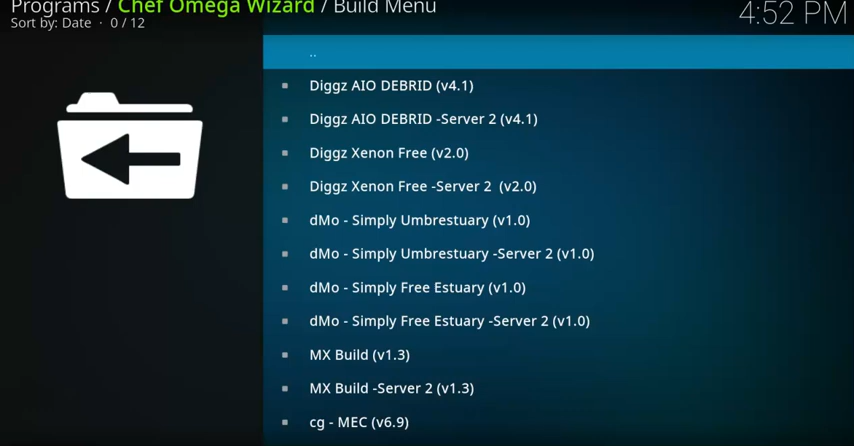 Programs / Chef Omega Wizard / Build Menu
Sort by: Date · 0 / 12
4:52 PM
..
Diggz AIO DEBRID (v4.1)
Diggz AIO DEBRID -Server 2 (v4.1)
Diggz Xenon Free (v2.0)
Diggz Xenon Free -Server 2 (v2.0)
dMo - Simply Umbrestuary (v1.0)
dMo - Simply Umbrestuary -Server 2 (v1.0)
dMo - Simply Free Estuary (v1.0)
dMo - Simply Free Estuary -Server 2 (v1.0)
MX Build (v1.3)
MX Build -Server 2 (v1.3)
cg - MEC (v6.9)